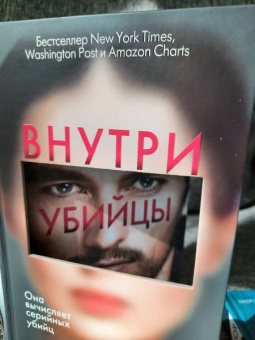 Бестселлер New York Times,
Washington Post и Amazon Charts
ВНУТРИ
УБИЙЦЫ
Она
вычисляет
серийных
убийц